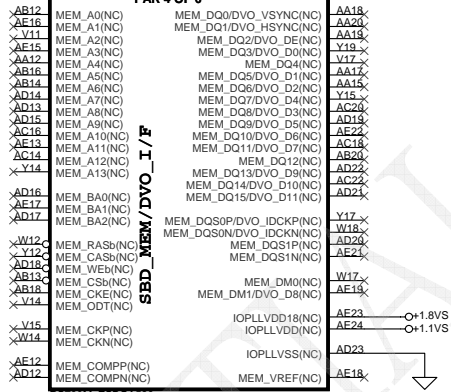 PAR 4 OF 6
AB12 MEM_A0(NC) MEM_DQ0/DVO_VSYNC(NC) AA18
AE16 MEM_A1(NC) MEM_DQ1/DVO_HSYNC(NC) AA20
V11 MEM_A2(NC) MEM_DQ2/DVO_DE(NC) AA19
AE15 MEM_A3(NC) MEM_DQ3/DVO_D0(NC) Y19
AA12 MEM_A4(NC) MEM_DQ4(NC) V17
AB16 MEM_A5(NC) MEM_DQ5/DVO_D1(NC) AA17
AB14 MEM_A6(NC) MEM_DQ6/DVO_D2(NC) AA15
AD14 MEM_A7(NC) MEM_DQ7/DVO_D4(NC) Y15
AD13 MEM_A8(NC) MEM_DQ8/DVO_D3(NC) AC20
AD15 MEM_A9(NC) MEM_DQ9/DVO_D5(NC) AD19
AC16 MEM_A10(NC) MEM_DQ10/DVO_D6(NC) AE22
AE13 MEM_A11(NC) MEM_DQ11/DVO_D7(NC) AC18
AC14 MEM_A12(NC) MEM_DQ12(NC) AB20
Y14 MEM_A13(NC) MEM_DQ13/DVO_D9(NC) AD22
MEM_DQ14/DVO_D10(NC) AC22
AD16 MEM_BA0(NC) MEM_DQ15/DVO_D11(NC) AD21
AE17 MEM_BA1(NC)
AD17 MEM_BA2(NC) MEM_DQS0P/DVO_IDCKP(NC) Y17
MEM_DQS0N/DVO_IDCKN(NC) W18
W12 MEM_RASb(NC) MEM_DQS1P(NC) AD20
Y12 MEM_CASb(NC) MEM_DQS1N(NC) AE21
AD18 MEM_WEb(NC)
AB13 MEM_CSb(NC) MEM_DM0(NC) W17
AB18 MEM_CKE(NC) MEM_DM1/DVO_D8(NC) AE19
V14 MEM_ODT(NC)
IOPLLVDD18(NC) AE23 +1.8VS
V15 MEM_CKP(NC) IOPLLVDD(NC) AE24 +1.1VS
W14 MEM_CKN(NC)
IOPLLVSS(NC) AD23
AE12 MEM_COMPP(NC)
AD12 MEM_COMPN(NC) MEM_VREF(NC) AE18
SBD_MEM/DVO_I/F